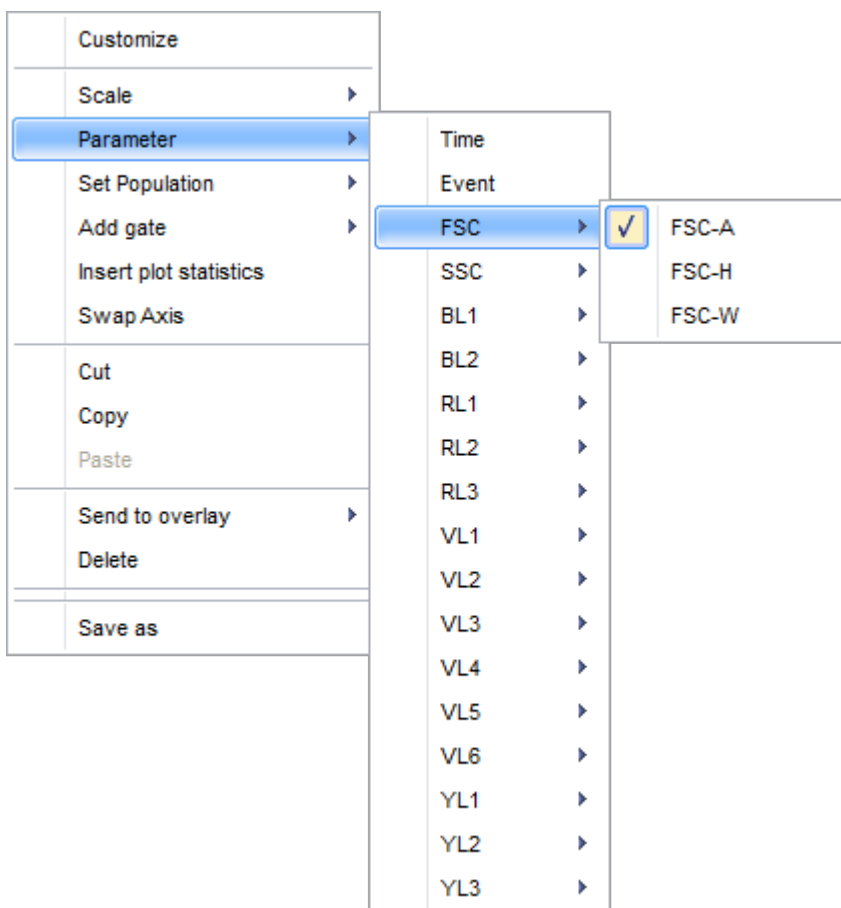 Customize
Scale
Parameter
Set Population
Add gate
Insert plot statistics
Swap Axis
Cut
Copy
Paste
Send to overlay
Delete
Save as
Time
Event
FSC
SSC
BL1
BL2
RL1
RL2
RL3
VL1
VL2
VL3
VL4
VL5
VL6
YL1
YL2
YL3
FSC-A
FSC-H
FSC-W